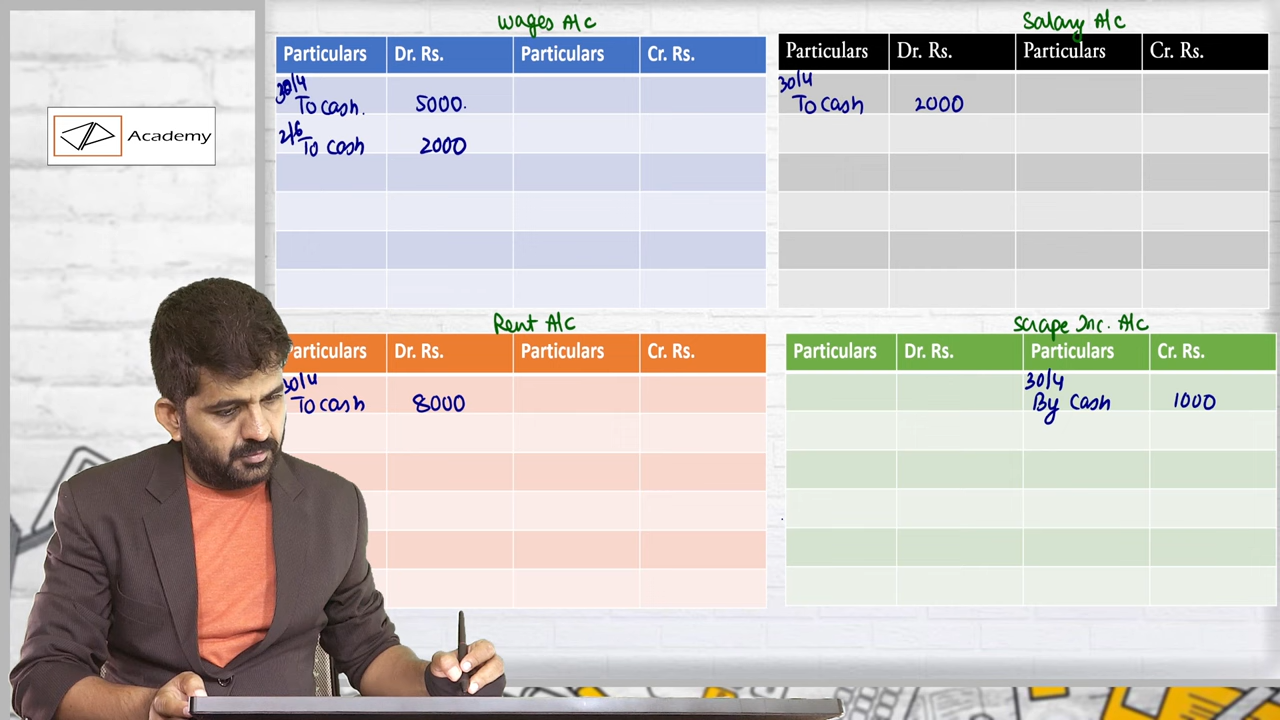 Wages A/c
Particulars Dr. Rs. Particulars Cr. Rs.
30/4
To cash. 5000.
2/6 To cash 2000
Salary A/c
Particulars Dr. Rs. Particulars Cr. Rs.
30/4
To cash 2000
Academy
Rent A/c
Particulars Dr. Rs. Particulars Cr. Rs.
30/4
To cash 8000
Scrape Inc. A/c
Particulars Dr. Rs. Particulars Cr. Rs.
30/4
By Cash 1000